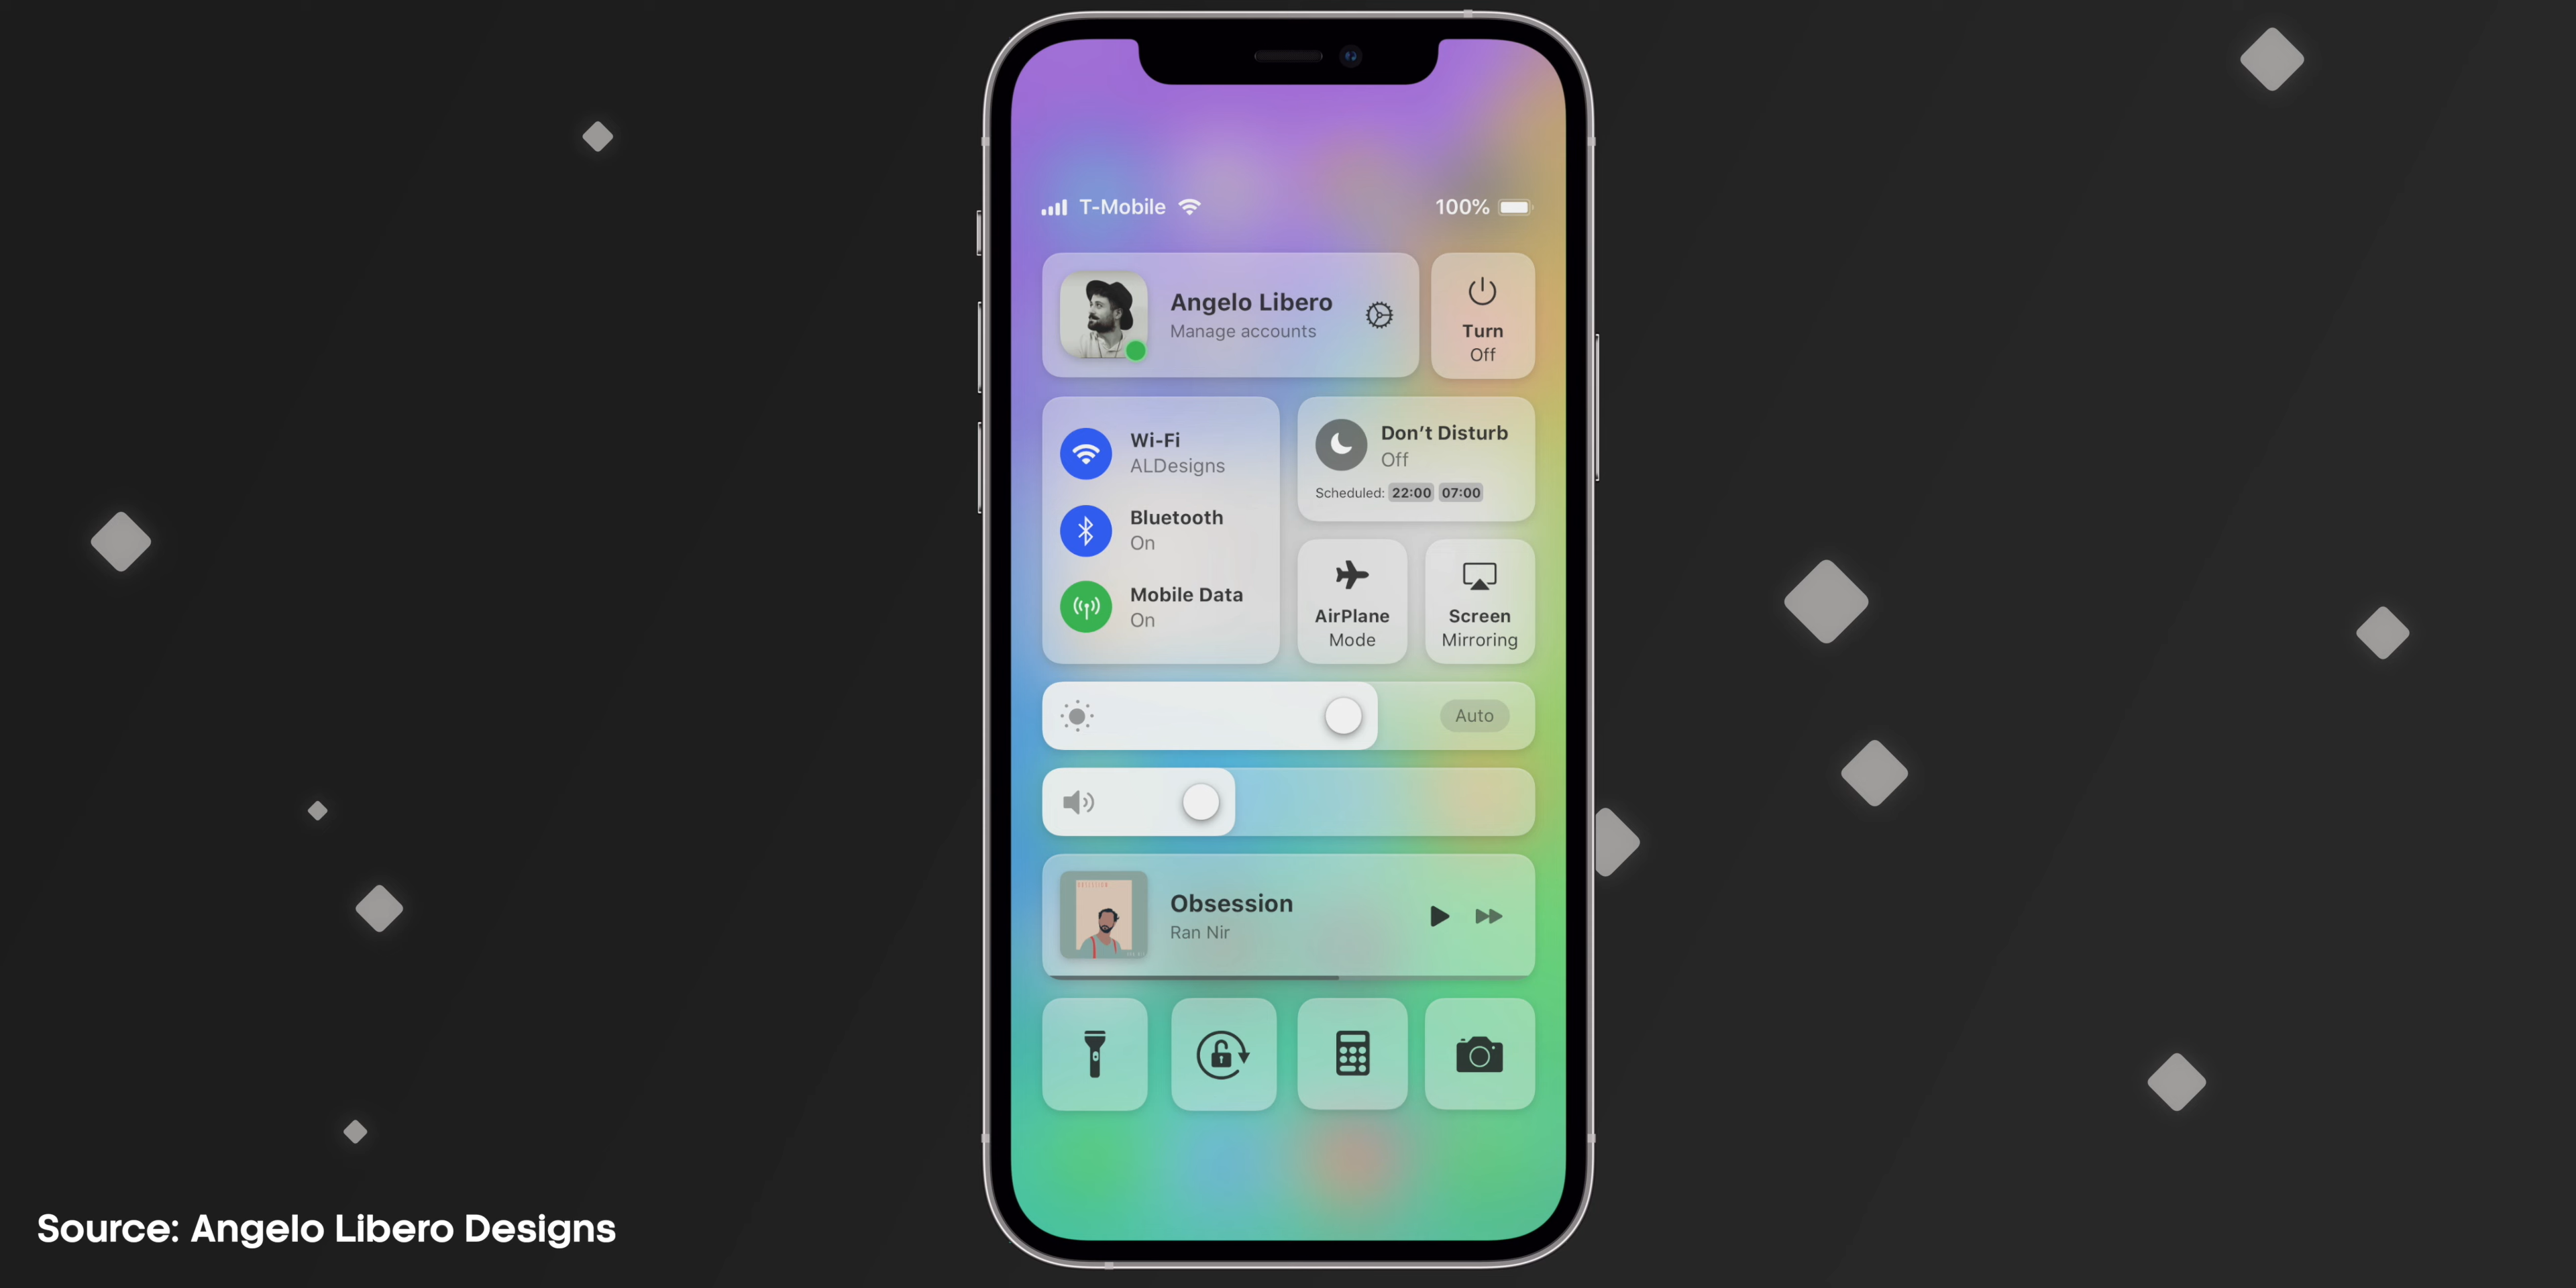 T-Mobile
100%
Angelo Libero
Manage accounts
Turn
Off
Wi-Fi
ALDesigns
Bluetooth
On
Mobile Data
On
Don’t Disturb
Off
Scheduled: 22:00 07:00
AirPlane
Mode
Screen
Mirroring
Auto
OBSESSION
Obsession
Ran Nir
Source: Angelo Libero Designs